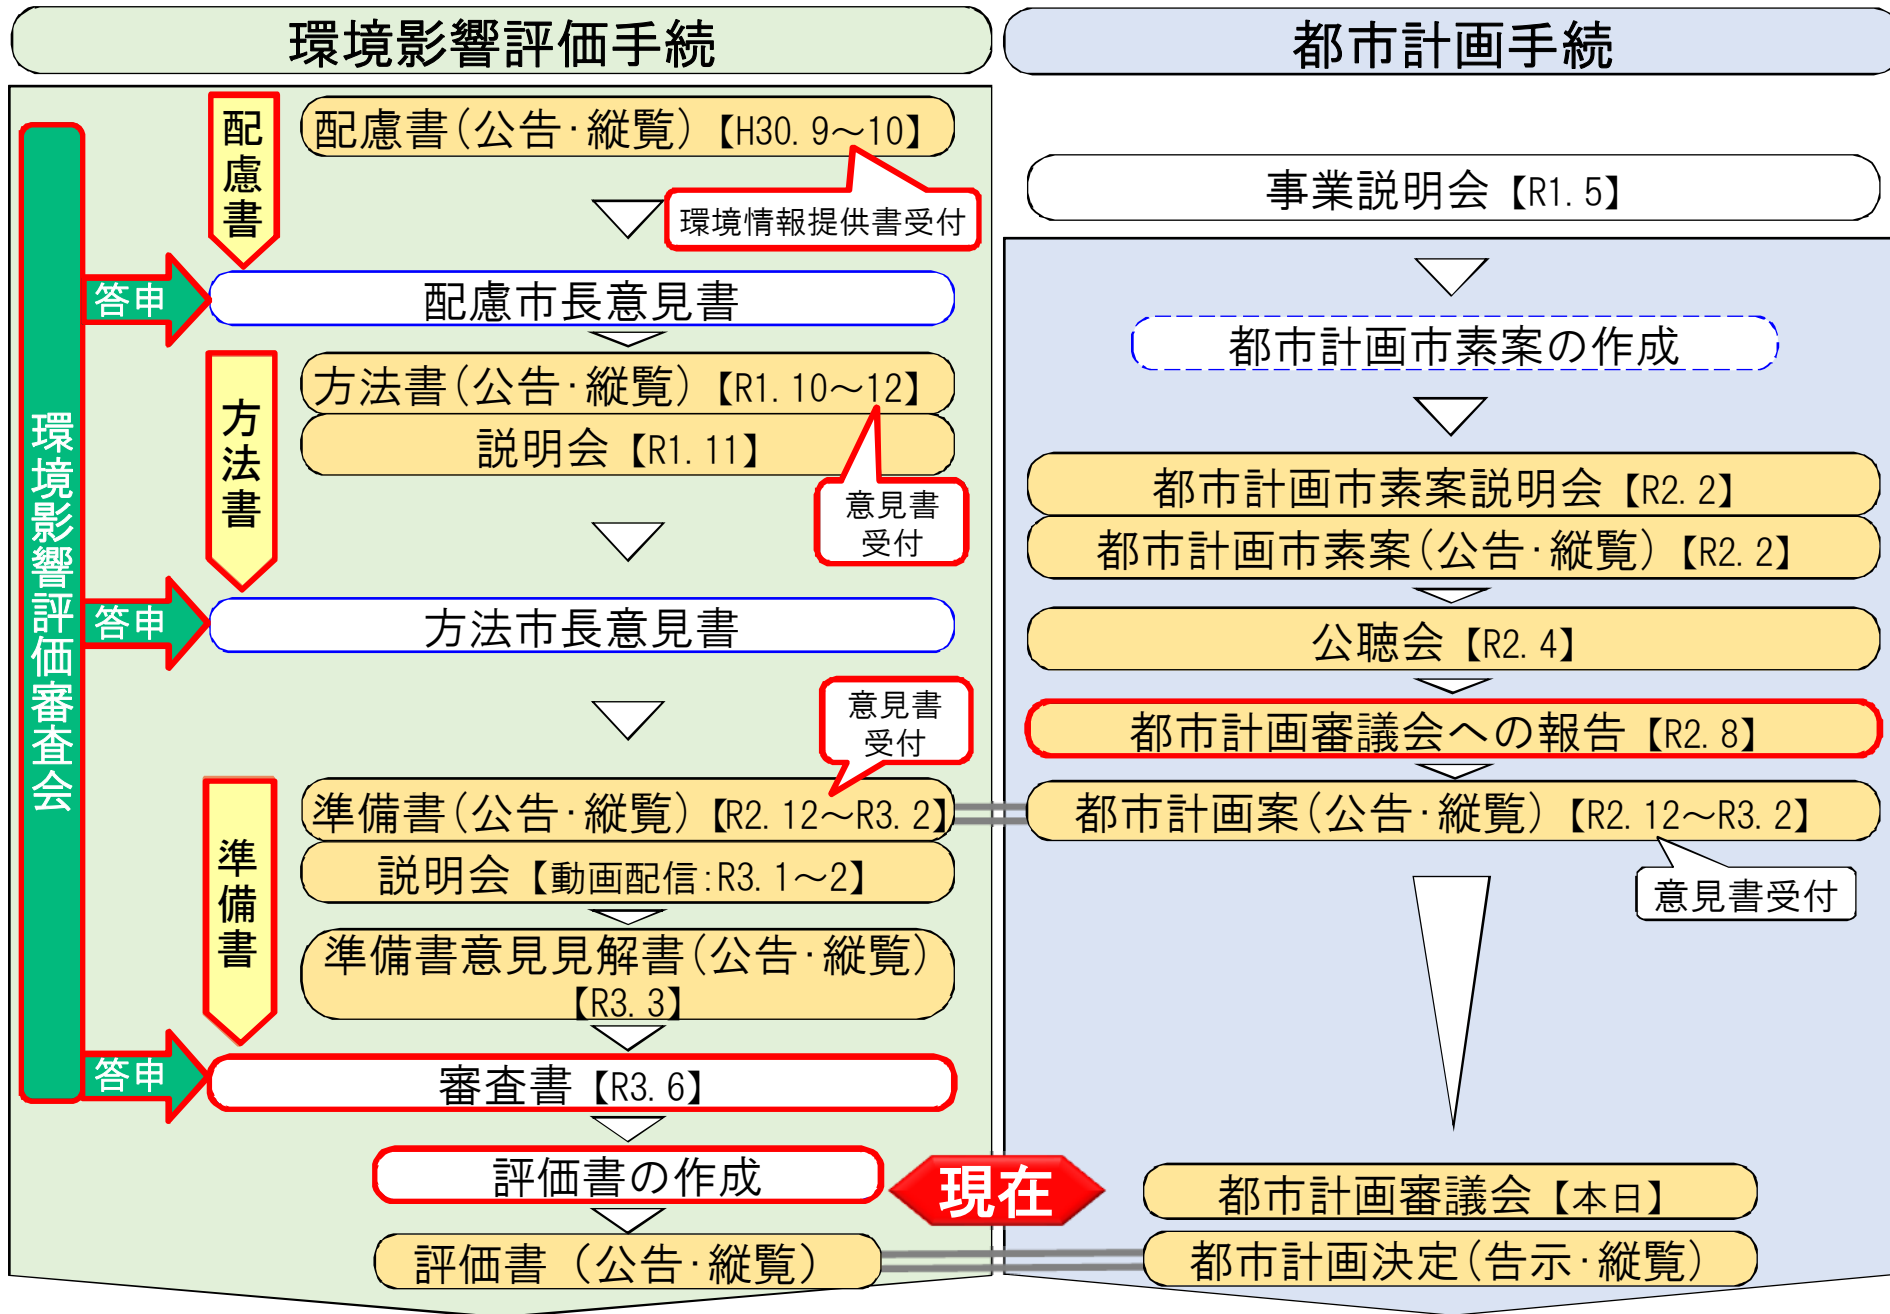 環境影響評価手続
環境影響評価審査会
配慮書
配慮書(公告・縦覧)【H30.9～10】
環境情報提供書受付
答申
配慮市長意見書
方法書
方法書(公告・縦覧)【R1.10～12】
説明会【R1.11】
意見書
受付
答申
方法市長意見書
意見書
受付
準備書
準備書(公告・縦覧)【R2.12～R3.2】
説明会【動画配信:R3.1～2】
準備書意見見解書(公告・縦覧)
【R3.3】
答申
審査書【R3.6】
評価書の作成
評価書（公告・縦覧）
現在
都市計画手続
事業説明会【R1.5】
都市計画市素案の作成
都市計画市素案説明会【R2.2】
都市計画市素案(公告・縦覧)【R2.2】
公聴会【R2.4】
都市計画審議会への報告【R2.8】
都市計画案(公告・縦覧)【R2.12～R3.2】
意見書受付
都市計画審議会【本日】
都市計画決定(告示・縦覧)